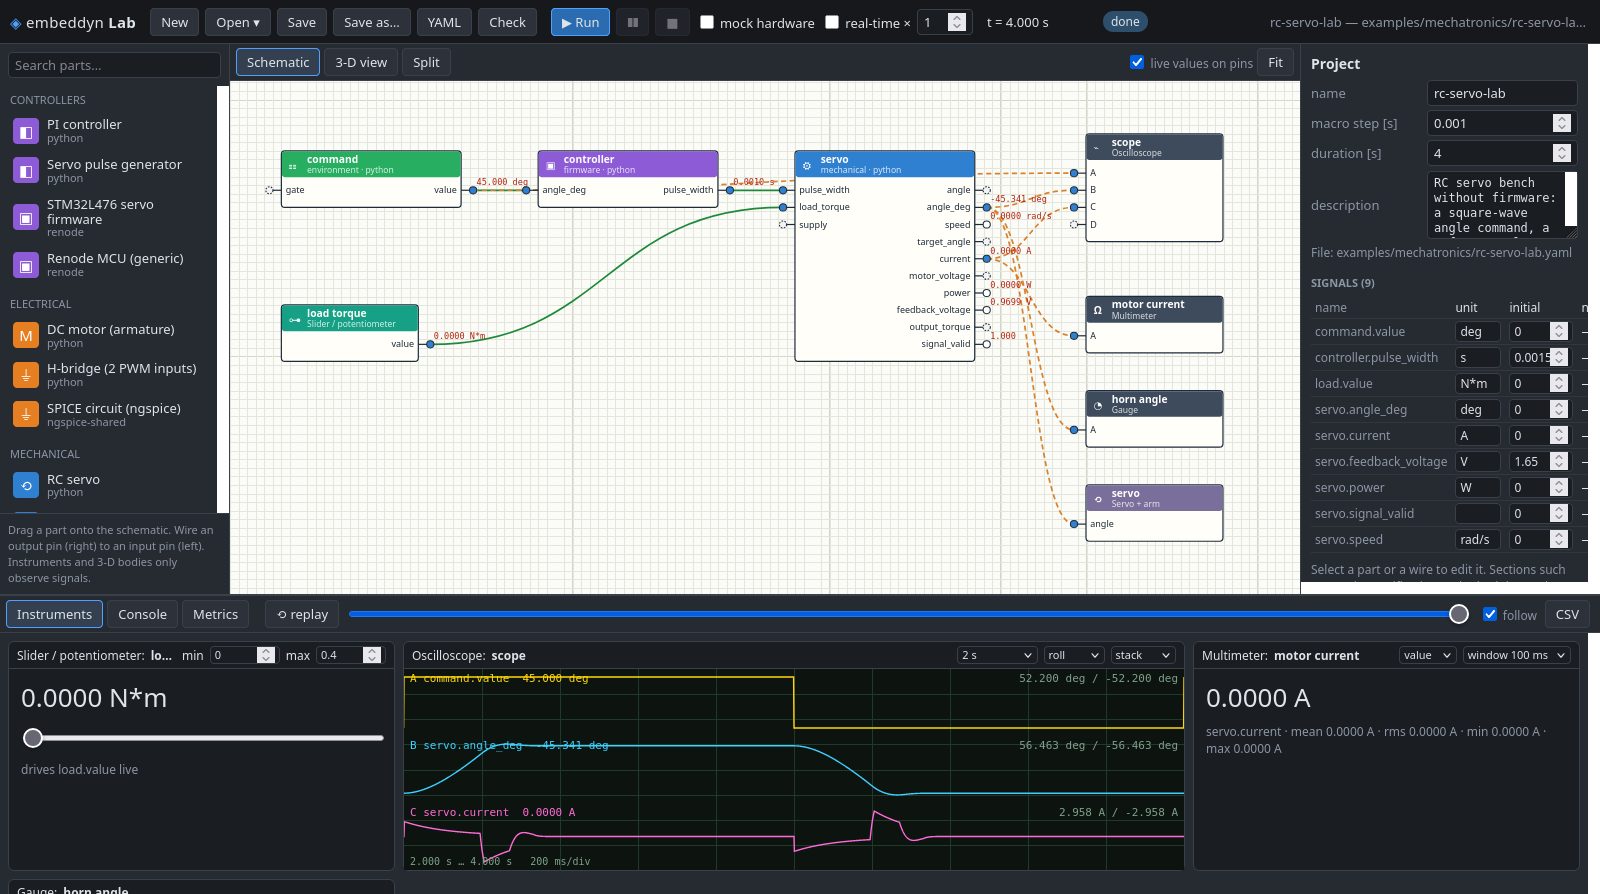 embeddyn Lab
New
Open ▾
Save
Save as...
YAML
Check
▶ Run
mock hardware
real-time ×
1
t = 4.000 s
done
rc-servo-lab — examples/mechatronics/rc-servo-la...
Search parts...
CONTROLLERS
PI controller
python
Servo pulse generator
python
STM32L476 servo
firmware
renode
Renode MCU (generic)
renode
ELECTRICAL
DC motor (armature)
python
H-bridge (2 PWM inputs)
python
SPICE circuit (ngspice)
ngspice-shared
MECHANICAL
RC servo
python
Drag a part onto the schematic. Wire an
output pin (right) to an input pin (left).
Instruments and 3-D bodies only
observe signals.
Schematic
3-D view
Split
live values on pins
Fit
command
environment · python
gate
value
45.000 deg
controller
firmware · python
angle_deg
pulse_width
0.0010 s
load torque
Slider / potentiometer
value
0.0000 N*m
servo
mechanical · python
pulse_width
load_torque
supply
angle
angle_deg
speed
target_angle
current
motor_voltage
power
feedback_voltage
output_torque
signal_valid
-45.341 deg
0.0000 rad/s
0.0000 A
0.0000 W
0.9699 V
1.000
scope
Oscilloscope
A
B
C
D
motor current
Multimeter
A
horn angle
Gauge
A
servo
Servo + arm
angle
Project
name
rc-servo-lab
macro step [s]
0.001
duration [s]
4
description
RC servo bench
without firmware:
a square-wave
angle command, a
File: examples/mechatronics/rc-servo-lab.yaml
SIGNALS (9)
name unit initial
command.value deg 0
controller.pulse_width s 0.0015
load.value N*m 0
servo.angle_deg deg 0
servo.current A 0
servo.feedback_voltage V 1.65
servo.power W 0
servo.signal_valid 0
servo.speed rad/s 0
Select a part or a wire to edit it. Sections such
Instruments
Console
Metrics
⟲ replay
follow
CSV
Slider / potentiometer: lo...
min 0
max 0.4
0.0000 N*m
drives load.value live
Oscilloscope: scope
2 s
roll
stack
A command.value 45.000 deg
52.200 deg / -52.200 deg
B servo.angle_deg -45.341 deg
56.463 deg / -56.463 deg
C servo.current 0.0000 A
2.958 A / -2.958 A
2.000 s … 4.000 s 200 ms/div
Multimeter: motor current
value
window 100 ms
0.0000 A
servo.current · mean 0.0000 A · rms 0.0000 A · min 0.0000 A ·
max 0.0000 A
Gauge: horn angle